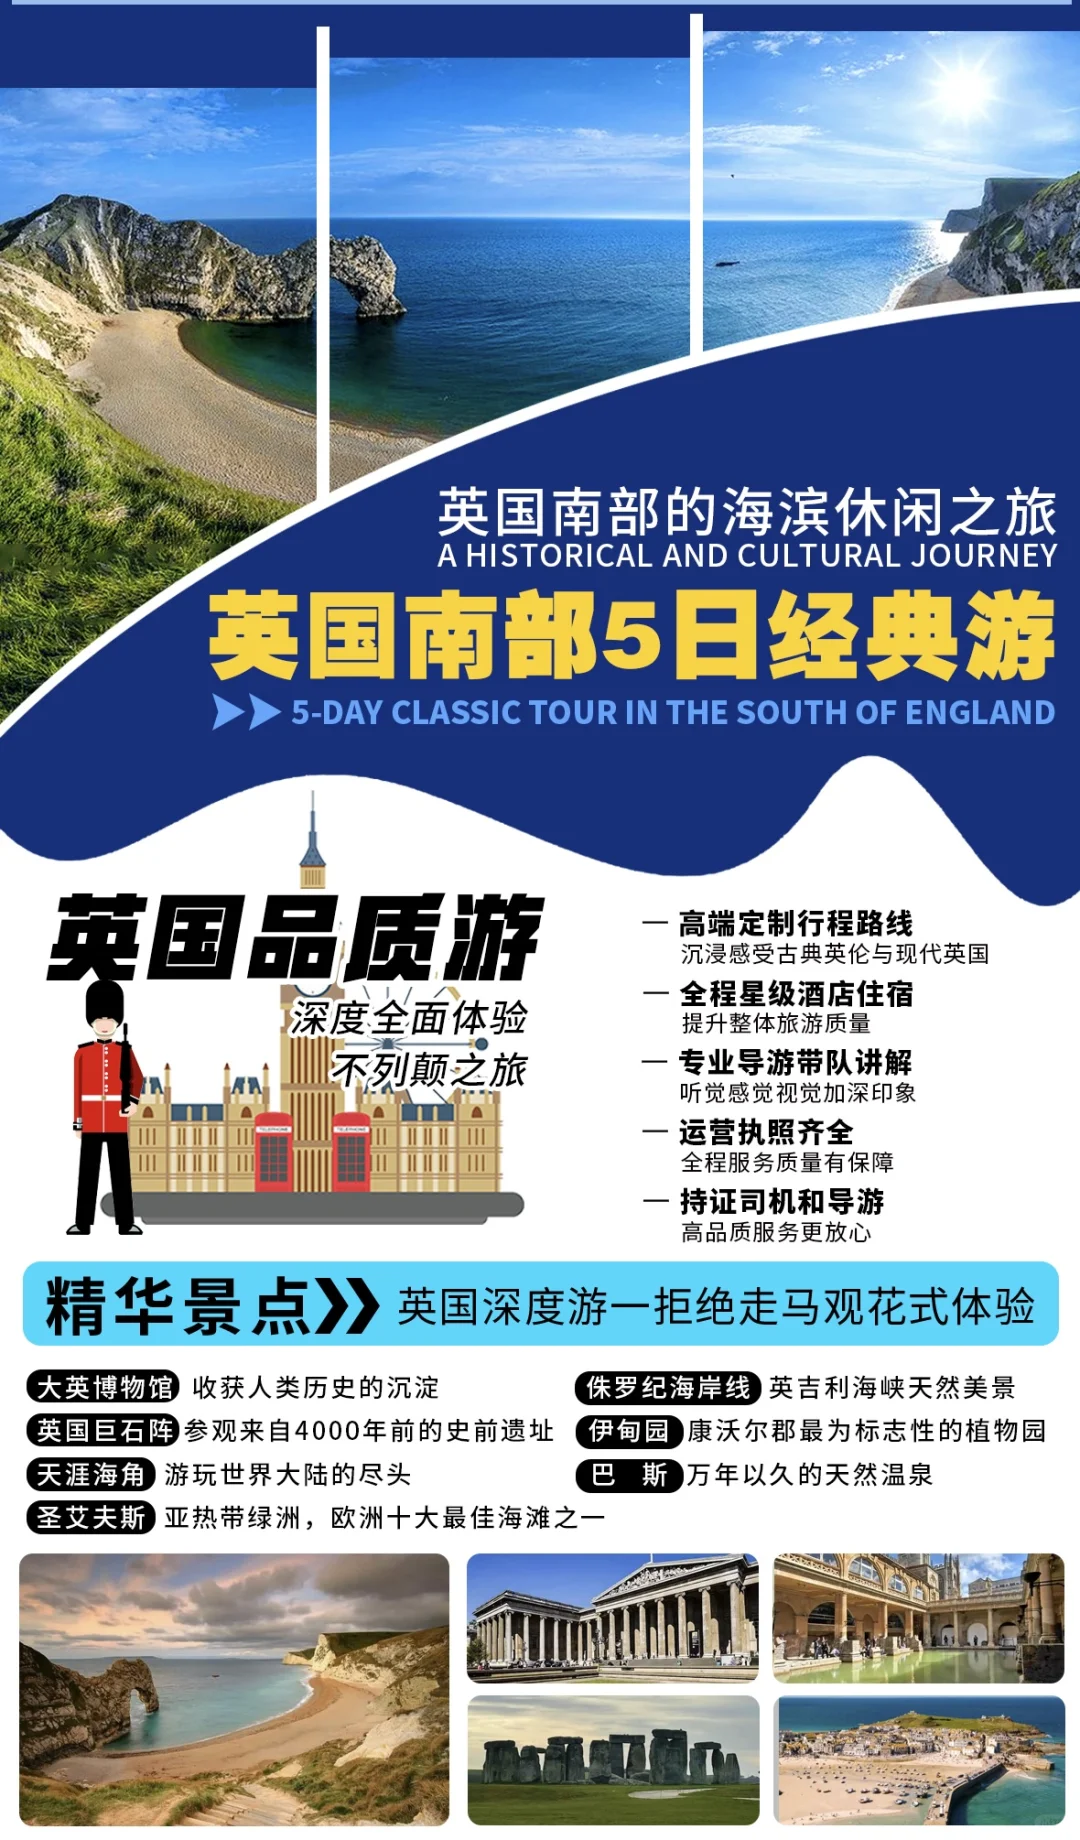 英国南部的海滨休闲之旅
A HISTORICAL AND CULTURAL JOURNEY
英国南部5日经典游
5-DAY CLASSIC TOUR IN THE SOUTH OF ENGLAND
英国品质游
深度全面体验
不列颠之旅
TELEPHONE
TELEPHONE
一 高端定制行程路线
沉浸感受古典英伦与现代英国
一 全程星级酒店住宿
提升整体旅游质量
一 专业导游带队讲解
听觉感觉视觉加深印象
一 运营执照齐全
全程服务质量有保障
一 持证司机和导游
高品质服务更放心
精华景点 英国深度游一拒绝走马观花式体验
大英博物馆 收获人类历史的沉淀
英国巨石阵 参观来自4000年前的史前遗址
天涯海角 游玩世界大陆的尽头
圣艾夫斯 亚热带绿洲，欧洲十大最佳海滩之一
侏罗纪海岸线 英吉利海峡天然美景
伊甸园 康沃尔郡最为标志性的植物园
巴 斯 万年以久的天然温泉